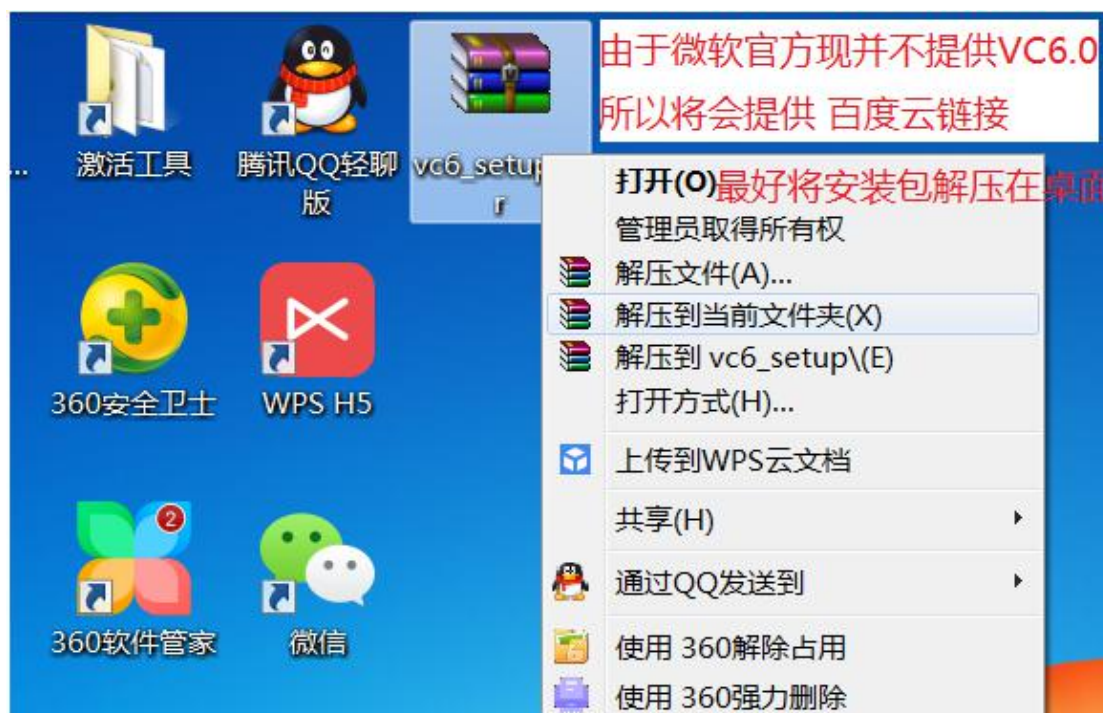 由于微软官方现并不提供VC6.0
所以将会提供 百度云链接
...
激活工具
腾讯QQ轻聊
版
vc6_setup
r
打开(O)最好将安装包解压在桌面
管理员取得所有权
解压文件(A)...
解压到当前文件夹(X)
解压到 vc6_setup\(E)
打开方式(H)...
上传到WPS云文档
共享(H)
通过QQ发送到
使用 360解除占用
使用 360强力删除
360安全卫士
WPS H5
2
360软件管家
微信